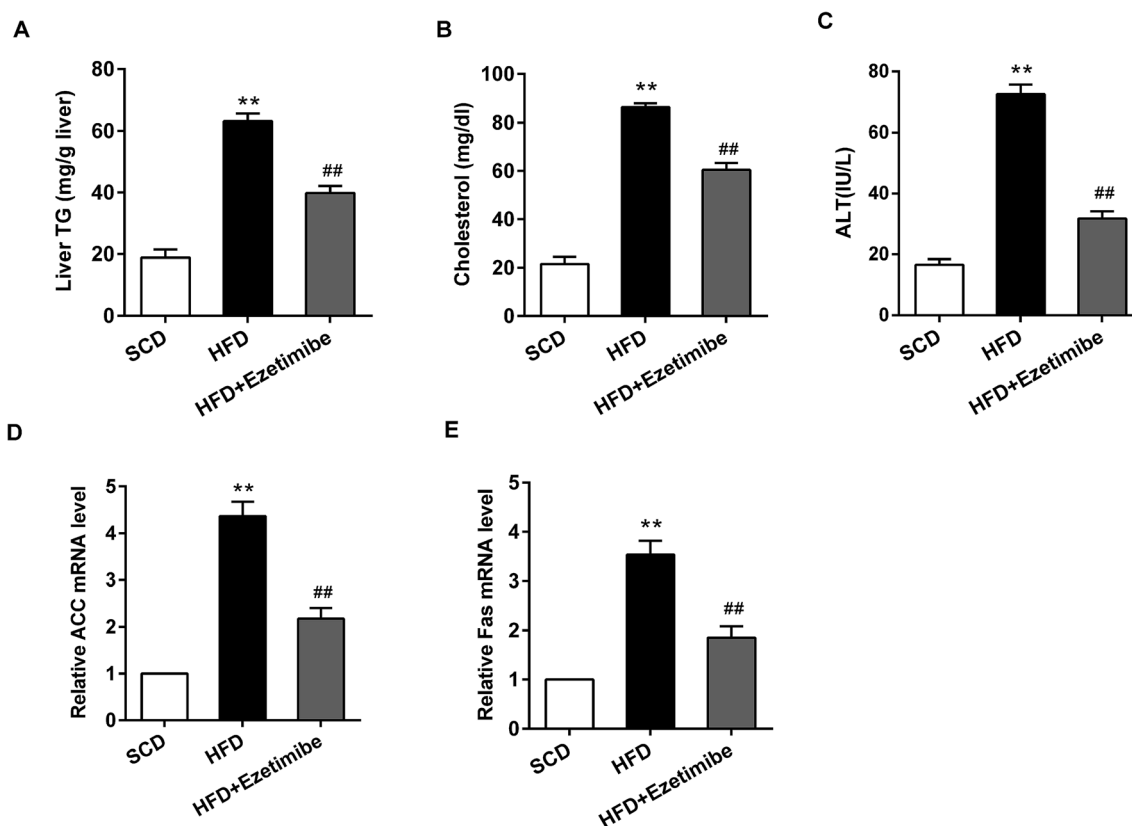 A
Liver TG (mg/g liver)
80
60
40
20
0
**
##
SCD
HFD
HFD+Ezetimibe
B
Cholesterol (mg/dl)
100
80
60
40
20
0
**
##
SCD
HFD
HFD+Ezetimibe
C
ALT(IU/L)
80
60
40
20
0
**
##
SCD
HFD
HFD+Ezetimibe
D
Relative ACC mRNA level
5
4
3
2
1
0
**
##
SCD
HFD
HFD+Ezetimibe
E
Relative Fas mRNA level
5
4
3
2
1
0
**
##
SCD
HFD
HFD+Ezetimibe